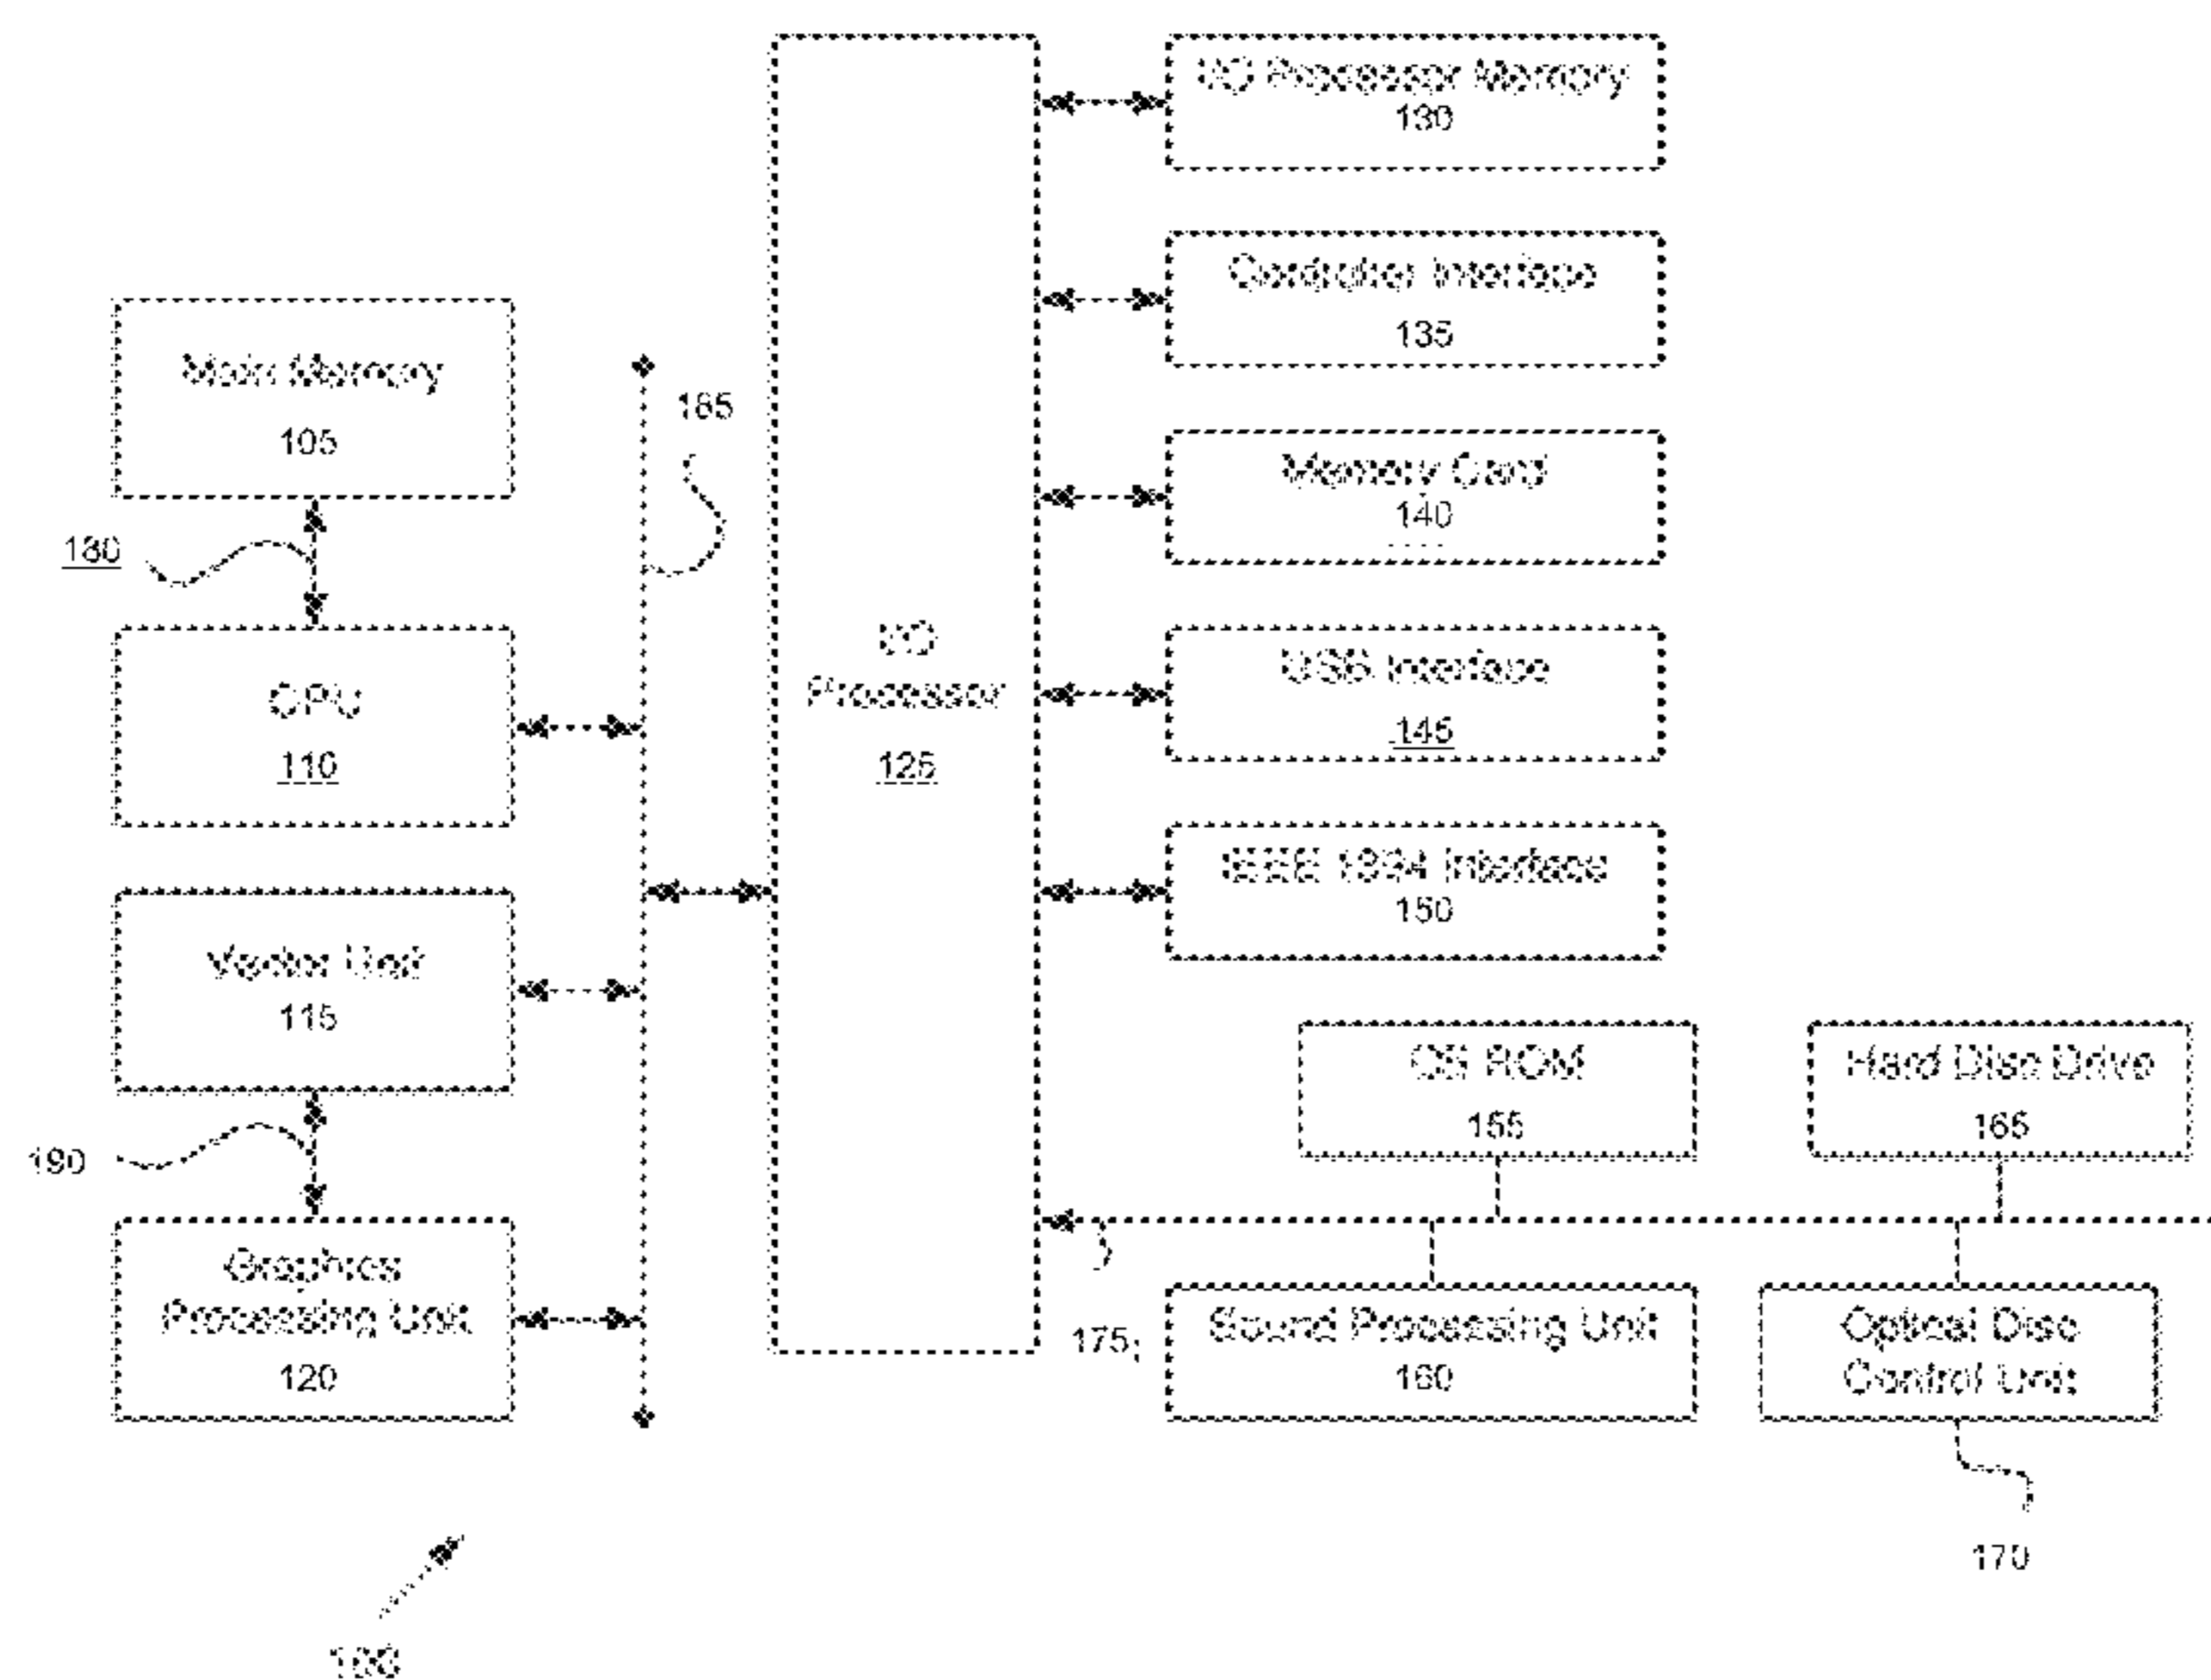 I/O Processor Memory
130
Controller Interface
135
Main Memory
105
185
Memory Card
140
180
I/O
Processor
125
USB Interface
145
CPU
110
IEEE 1394 Interface
150
Vector Unit
115
OS ROM
155
Hard Disc Drive
165
190
Graphics
Processing Unit
120
175
Sound Processing Unit
160
Optical Disc
Control Unit
170
100